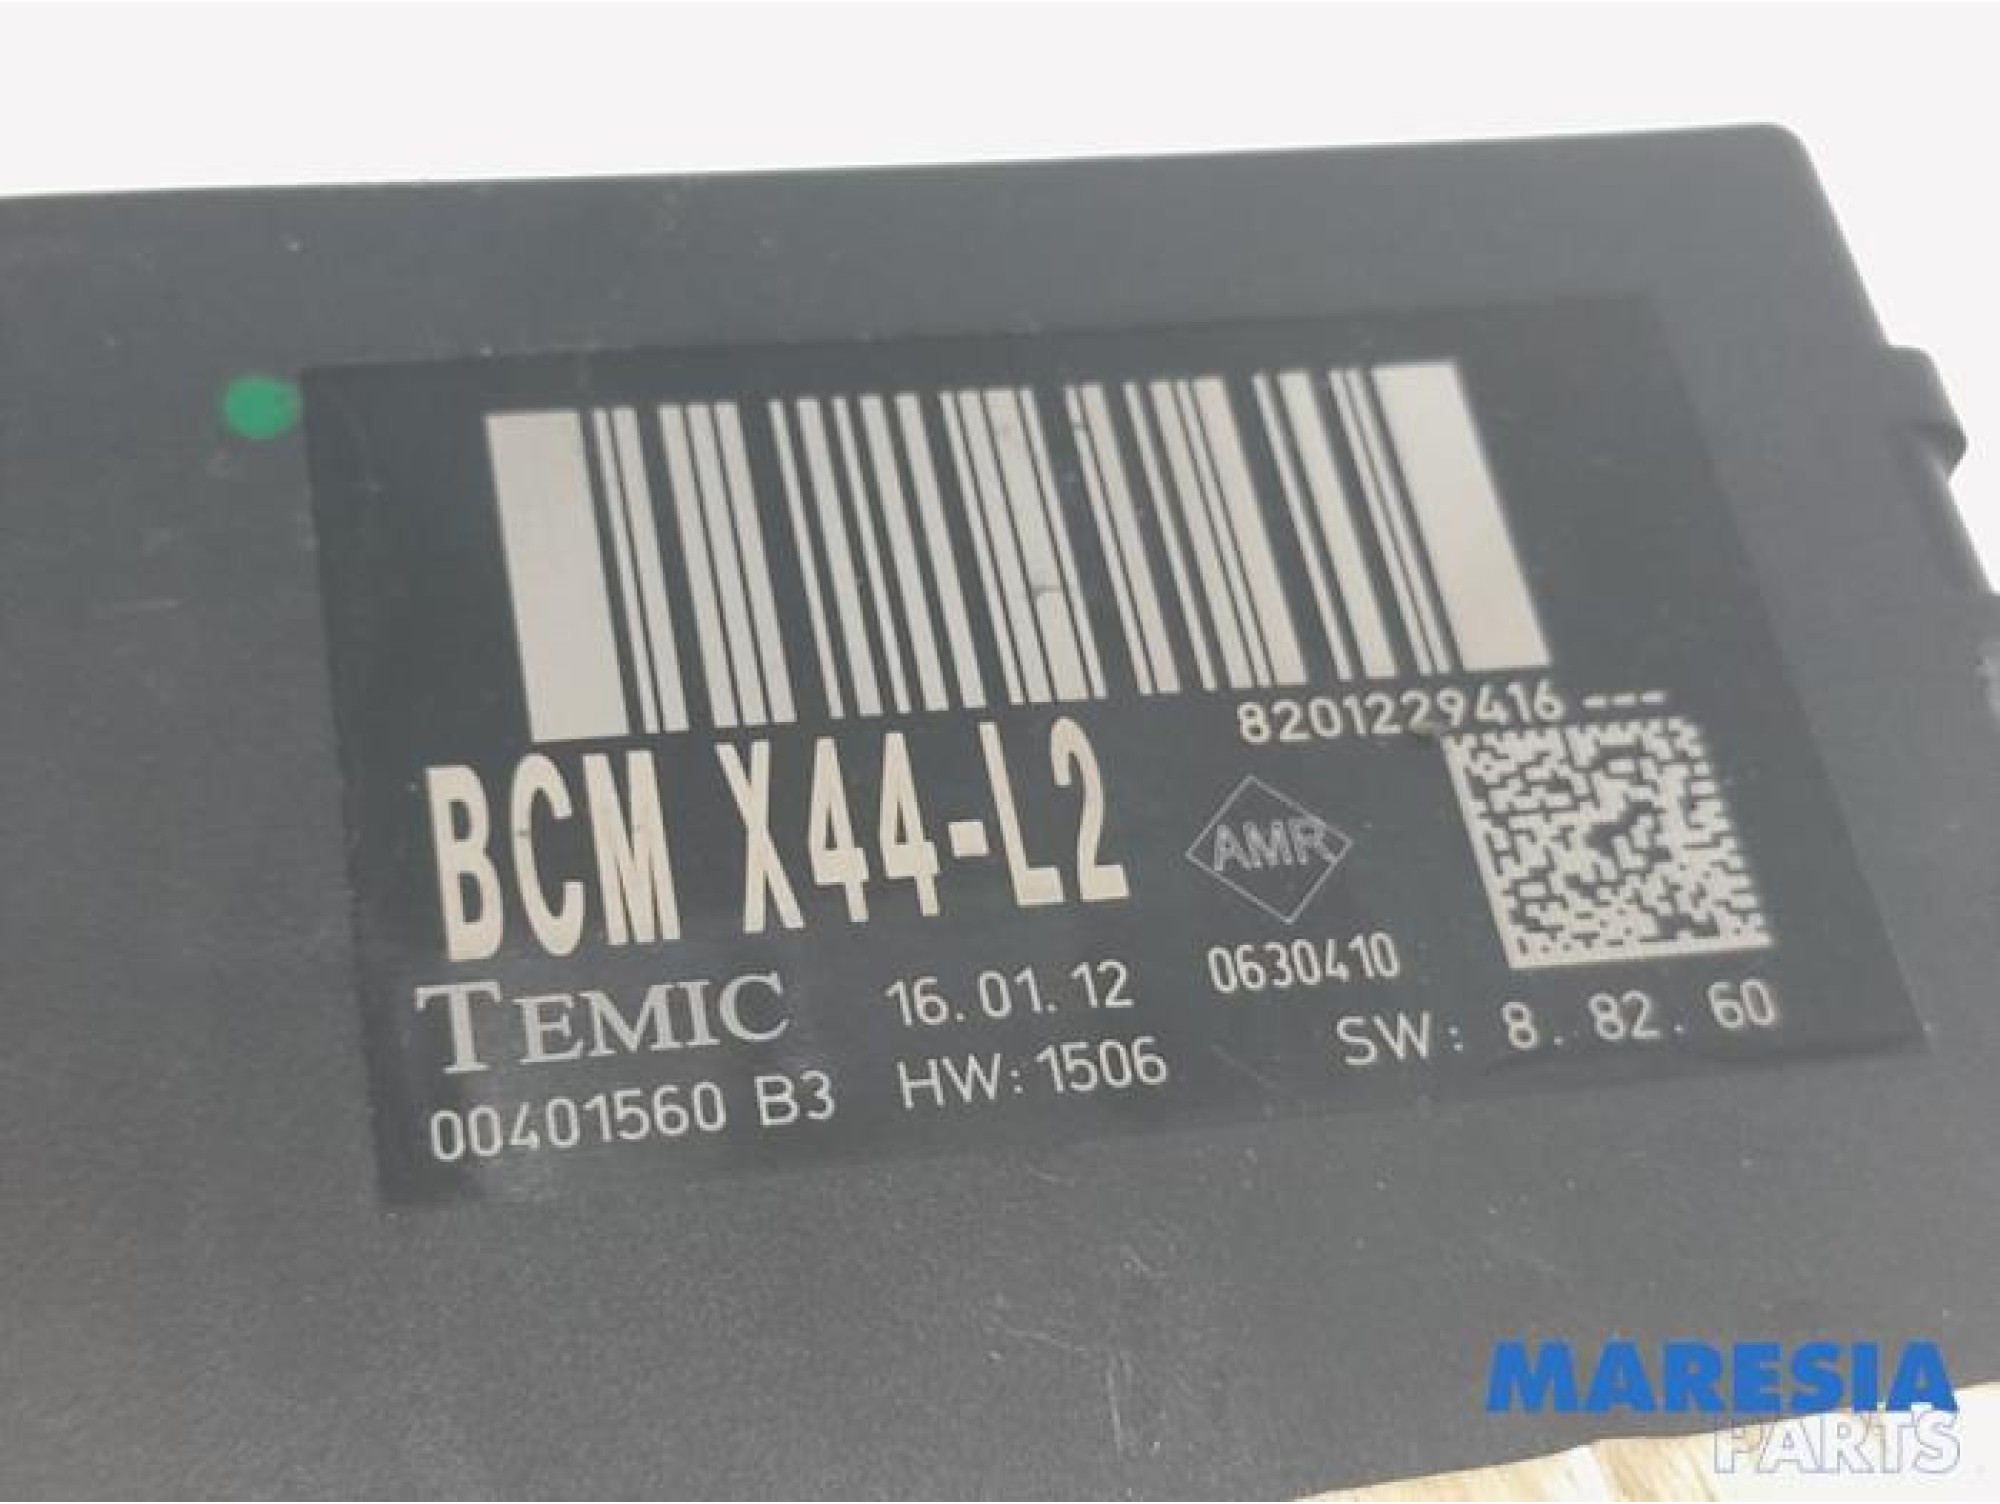 8201229416 ---
BCM X44-L2
AMR
TEMIC 16.01.12 0630410
00401560 B3 HW: 1506 SW: 8. 82. 60
MARESIA
PARTS